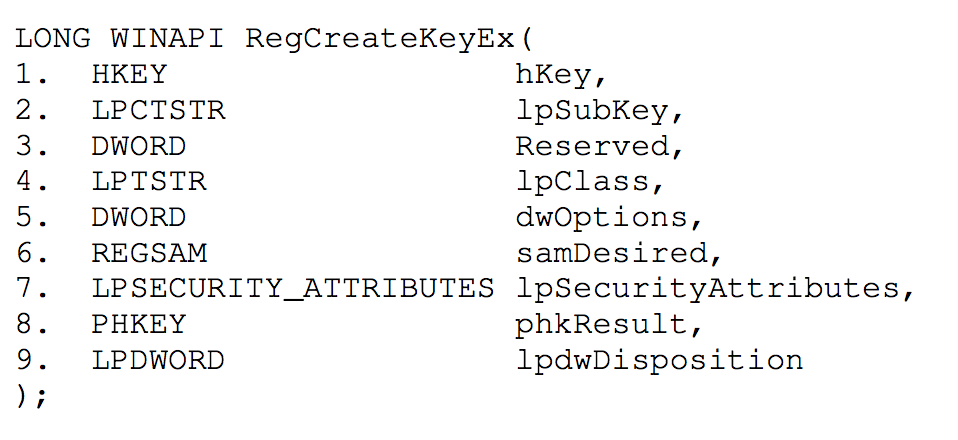 LONG WINAPI RegCreateKeyEx(
1. HKEY hKey,
2. LPCTSTR lpSubKey,
3. DWORD Reserved,
4. LPTSTR lpClass,
5. DWORD dwOptions,
6. REGSAM samDesired,
7. LPSECURITY_ATTRIBUTES lpSecurityAttributes,
8. PHKEY phkResult,
9. LPDWORD lpdwDisposition
);